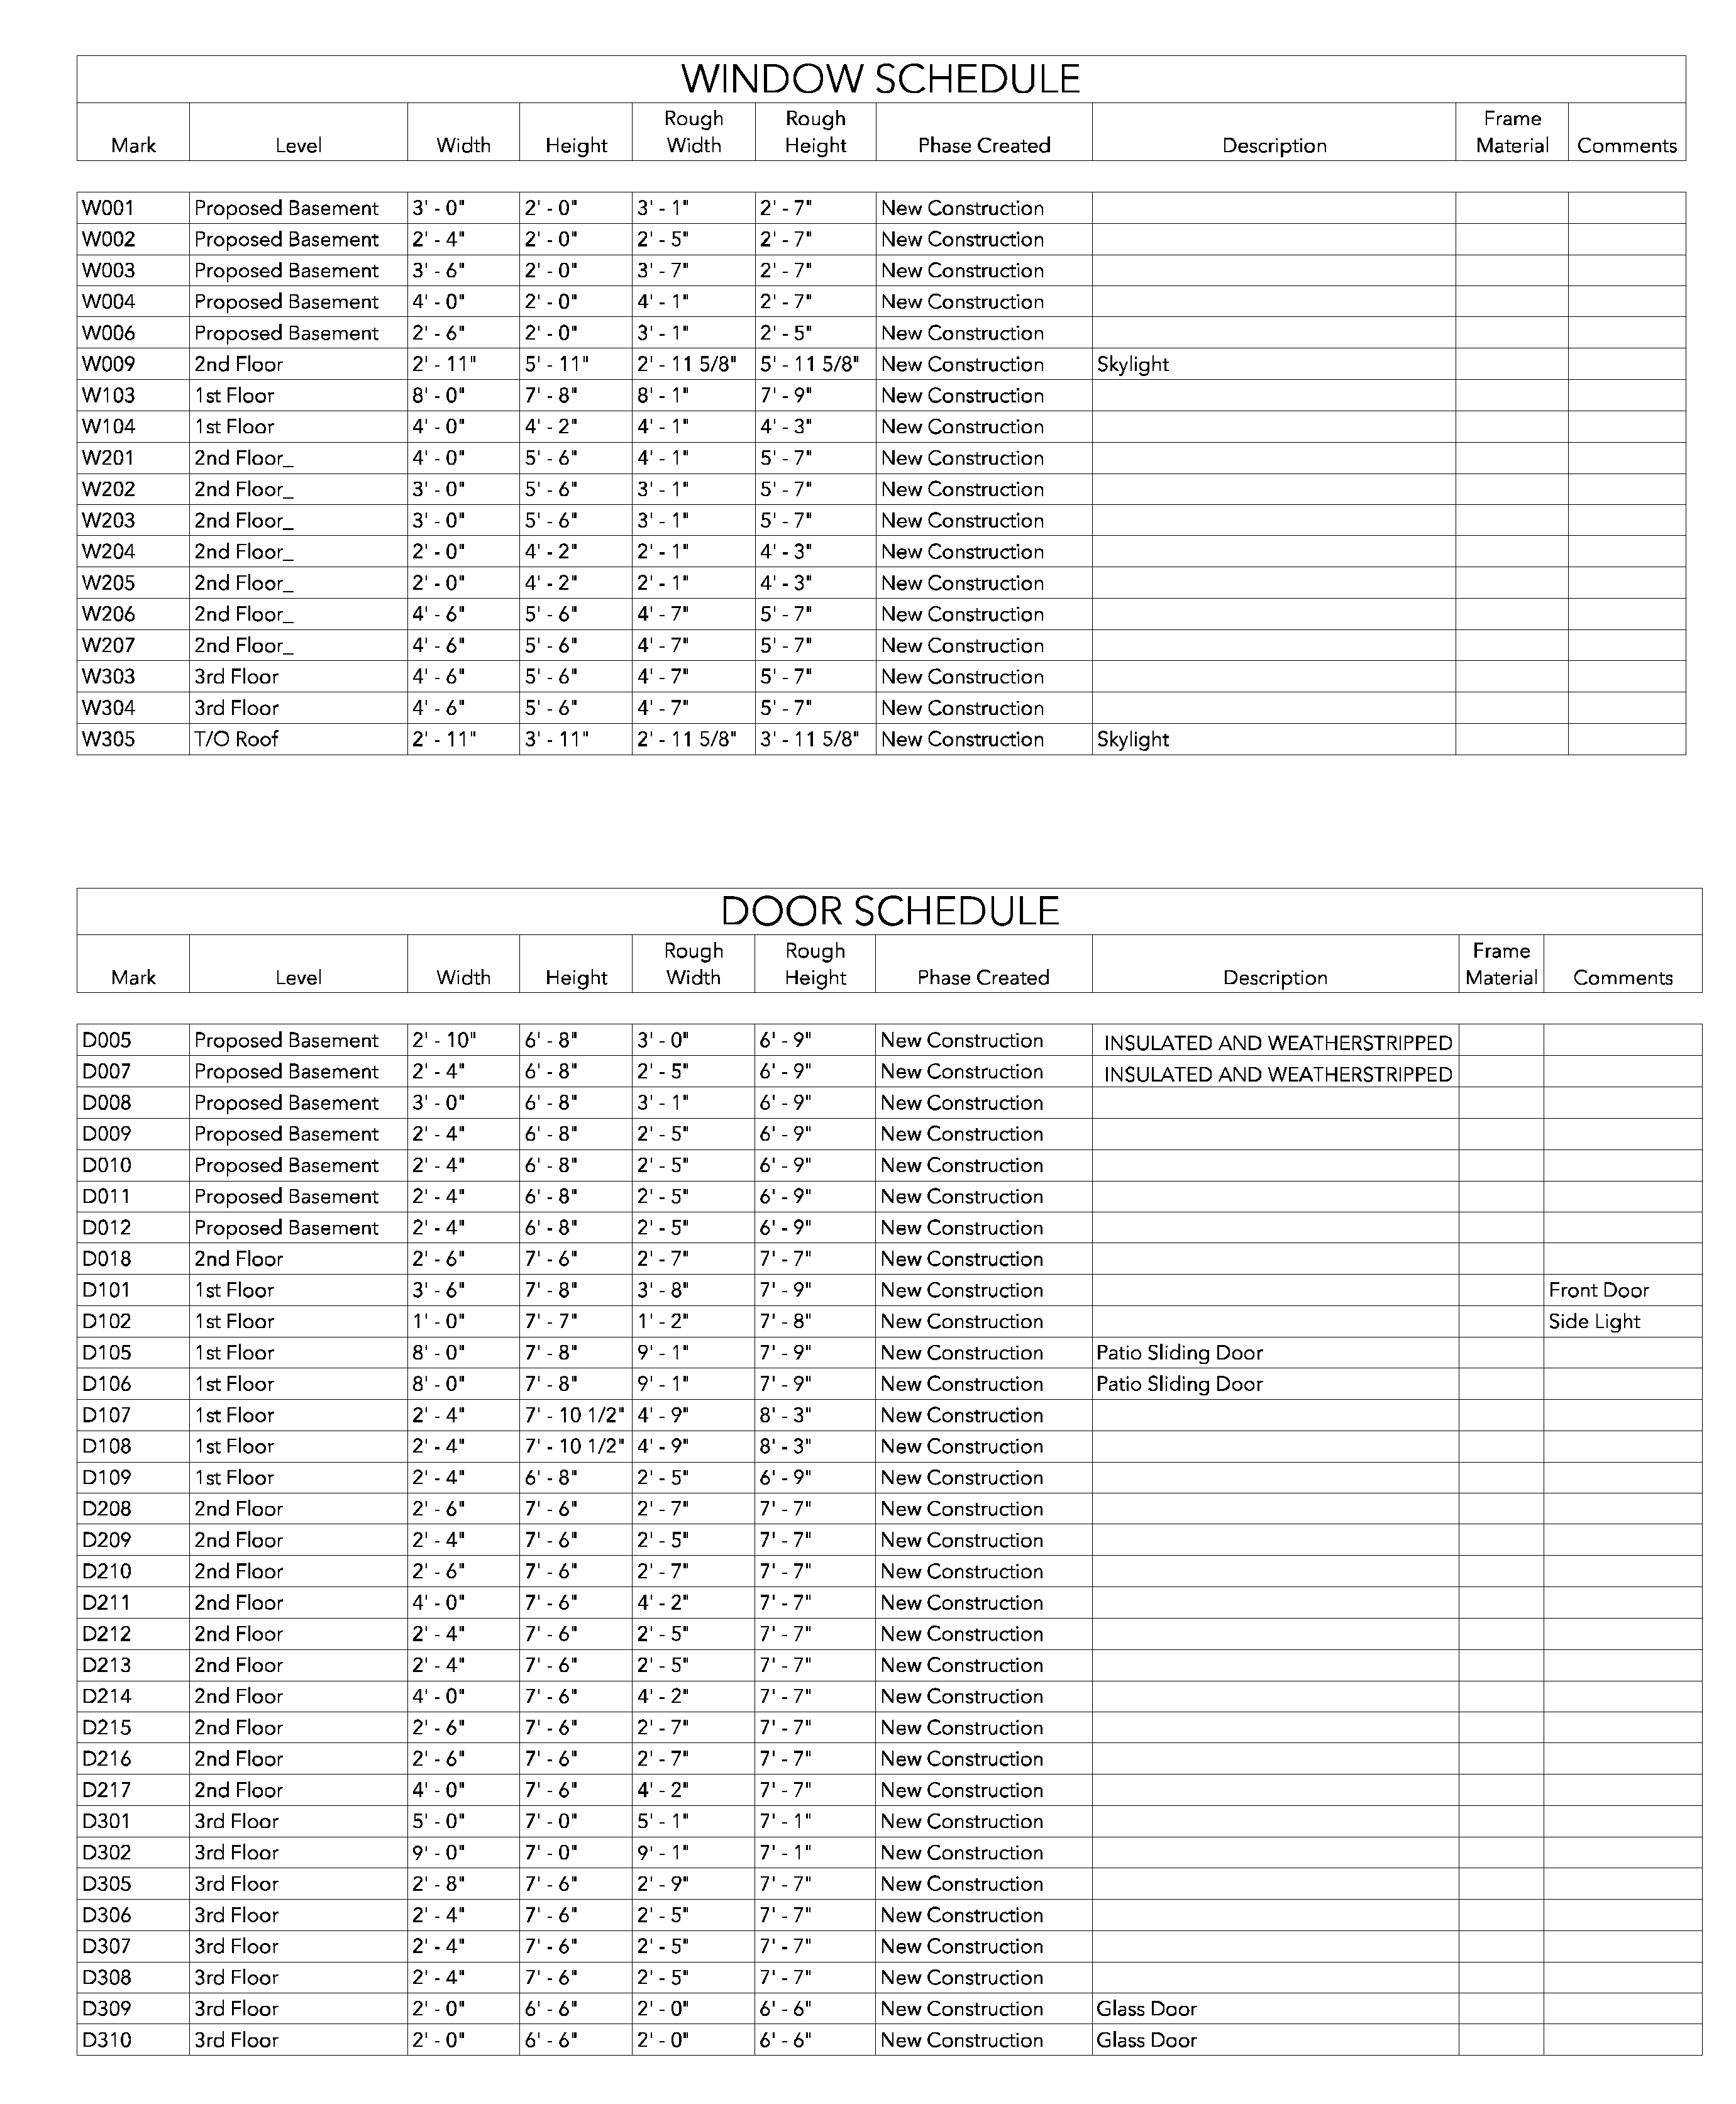 WINDOW SCHEDULE
Mark Level Width Height Rough Width Rough Height Phase Created Description Frame Material Comments
W001 Proposed Basement 3' - 0" 2' - 0" 3' - 1" 2' - 7" New Construction
W002 Proposed Basement 2' - 4" 2' - 0" 2' - 5" 2' - 7" New Construction
W003 Proposed Basement 3' - 6" 2' - 0" 3' - 7" 2' - 7" New Construction
W004 Proposed Basement 4' - 0" 2' - 0" 4' - 1" 2' - 7" New Construction
W006 Proposed Basement 2' - 6" 2' - 0" 3' - 1" 2' - 5" New Construction
W009 2nd Floor 2' - 11" 5' - 11" 2' - 11 5/8" 5' - 11 5/8" New Construction Skylight
W103 1st Floor 8' - 0" 7' - 8" 8' - 1" 7' - 9" New Construction
W104 1st Floor 4' - 0" 4' - 2" 4' - 1" 4' - 3" New Construction
W201 2nd Floor_ 4' - 0" 5' - 6" 4' - 1" 5' - 7" New Construction
W202 2nd Floor_ 3' - 0" 5' - 6" 3' - 1" 5' - 7" New Construction
W203 2nd Floor_ 3' - 0" 5' - 6" 3' - 1" 5' - 7" New Construction
W204 2nd Floor_ 2' - 0" 4' - 2" 2' - 1" 4' - 3" New Construction
W205 2nd Floor_ 2' - 0" 4' - 2" 2' - 1" 4' - 3" New Construction
W206 2nd Floor_ 4' - 6" 5' - 6" 4' - 7" 5' - 7" New Construction
W207 2nd Floor_ 4' - 6" 5' - 6" 4' - 7" 5' - 7" New Construction
W303 3rd Floor 4' - 6" 5' - 6" 4' - 7" 5' - 7" New Construction
W304 3rd Floor 4' - 6" 5' - 6" 4' - 7" 5' - 7" New Construction
W305 T/O Roof 2' - 11" 3' - 11" 2' - 11 5/8" 3' - 11 5/8" New Construction Skylight
DOOR SCHEDULE
Mark Level Width Height Rough Width Rough Height Phase Created Description Frame Material Comments
D005 Proposed Basement 2' - 10" 6' - 8" 3' - 0" 6' - 9" New Construction INSULATED AND WEATHERSTRIPPED
D007 Proposed Basement 2' - 4" 6' - 8" 2' - 5" 6' - 9" New Construction INSULATED AND WEATHERSTRIPPED
D008 Proposed Basement 3' - 0" 6' - 8" 3' - 1" 6' - 9" New Construction
D009 Proposed Basement 2' - 4" 6' - 8" 2' - 5" 6' - 9" New Construction
D010 Proposed Basement 2' - 4" 6' - 8" 2' - 5" 6' - 9" New Construction
D011 Proposed Basement 2' - 4" 6' - 8" 2' - 5" 6' - 9" New Construction
D012 Proposed Basement 2' - 4" 6' - 8" 2' - 5" 6' - 9" New Construction
D018 2nd Floor 2' - 6" 7' - 6" 2' - 7" 7' - 7" New Construction
D101 1st Floor 3' - 6" 7' - 8" 3' - 8" 7' - 9" New Construction Front Door
D102 1st Floor 1' - 0" 7' - 7" 1' - 2" 7' - 8" New Construction Side Light
D105 1st Floor 8' - 0" 7' - 8" 9' - 1" 7' - 9" New Construction Patio Sliding Door
D106 1st Floor 8' - 0" 7' - 8" 9' - 1" 7' - 9" New Construction Patio Sliding Door
D107 1st Floor 2' - 4" 7' - 10 1/2" 4' - 9" 8' - 3" New Construction
D108 1st Floor 2' - 4" 7' - 10 1/2" 4' - 9" 8' - 3" New Construction
D109 1st Floor 2' - 4" 6' - 8" 2' - 5" 6' - 9" New Construction
D208 2nd Floor 2' - 6" 7' - 6" 2' - 7" 7' - 7" New Construction
D209 2nd Floor 2' - 4" 7' - 6" 2' - 5" 7' - 7" New Construction
D210 2nd Floor 2' - 6" 7' - 6" 2' - 7" 7' - 7" New Construction
D211 2nd Floor 4' - 0" 7' - 6" 4' - 2" 7' - 7" New Construction
D212 2nd Floor 2' - 4" 7' - 6" 2' - 5" 7' - 7" New Construction
D213 2nd Floor 2' - 4" 7' - 6" 2' - 5" 7' - 7" New Construction
D214 2nd Floor 4' - 0" 7' - 6" 4' - 2" 7' - 7" New Construction
D215 2nd Floor 2' - 6" 7' - 6" 2' - 7" 7' - 7" New Construction
D216 2nd Floor 2' - 6" 7' - 6" 2' - 7" 7' - 7" New Construction
D217 2nd Floor 4' - 0" 7' - 6" 4' - 2" 7' - 7" New Construction
D301 3rd Floor 5' - 0" 7' - 0" 5' - 1" 7' - 1" New Construction
D302 3rd Floor 9' - 0" 7' - 0" 9' - 1" 7' - 1" New Construction
D305 3rd Floor 2' - 8" 7' - 6" 2' - 9" 7' - 7" New Construction
D306 3rd Floor 2' - 4" 7' - 6" 2' - 5" 7' - 7" New Construction
D307 3rd Floor 2' - 4" 7' - 6" 2' - 5" 7' - 7" New Construction
D308 3rd Floor 2' - 4" 7' - 6" 2' - 5" 7' - 7" New Construction
D309 3rd Floor 2' - 0" 6' - 6" 2' - 0" 6' - 6" New Construction Glass Door
D310 3rd Floor 2' - 0" 6' - 6" 2' - 0" 6' - 6" New Construction Glass Door